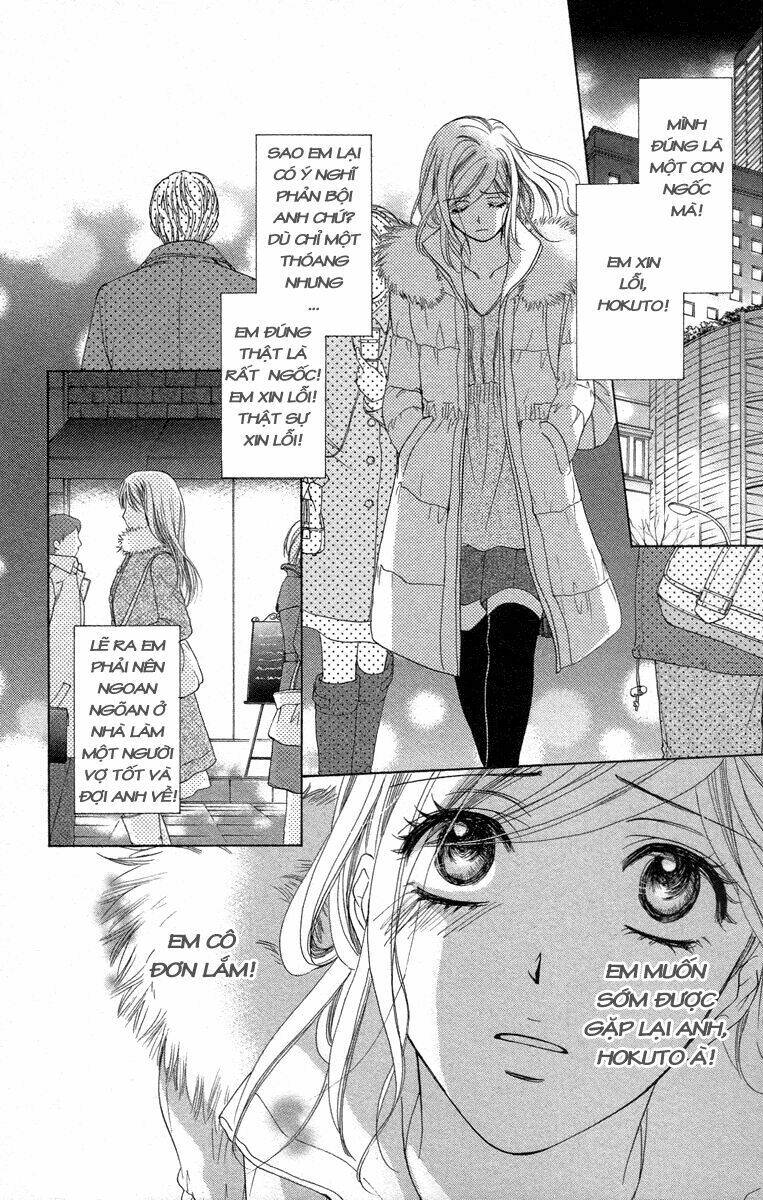 MÌNH
ĐÚNG LÀ
MỘT CON
NGỐC
MÀ!
EM XIN
LỖI,
HOKUTO!
SAO EM LẠI
CÓ Ý NGHĨ
PHẢN BỘI
ANH CHỨ?
DÙ CHỈ MỘT
THÓANG
NHƯNG
...
EM ĐÚNG
THẬT LÀ
RẤT NGỐC!
EM XIN LỖI!
THẬT SỰ
XIN LỖI!
LẼ RA EM
PHẢI NÊN
NGOAN
NGÕAN Ở
NHÀ LÀM
MỘT NGƯỜI
VỢ TỐT VÀ
ĐỢI ANH VỀ!
EM MUỐN
SỚM ĐƯỢC
GẶP LẠI ANH,
HOKUTO À!
EM CÔ
ĐƠN LẮM!